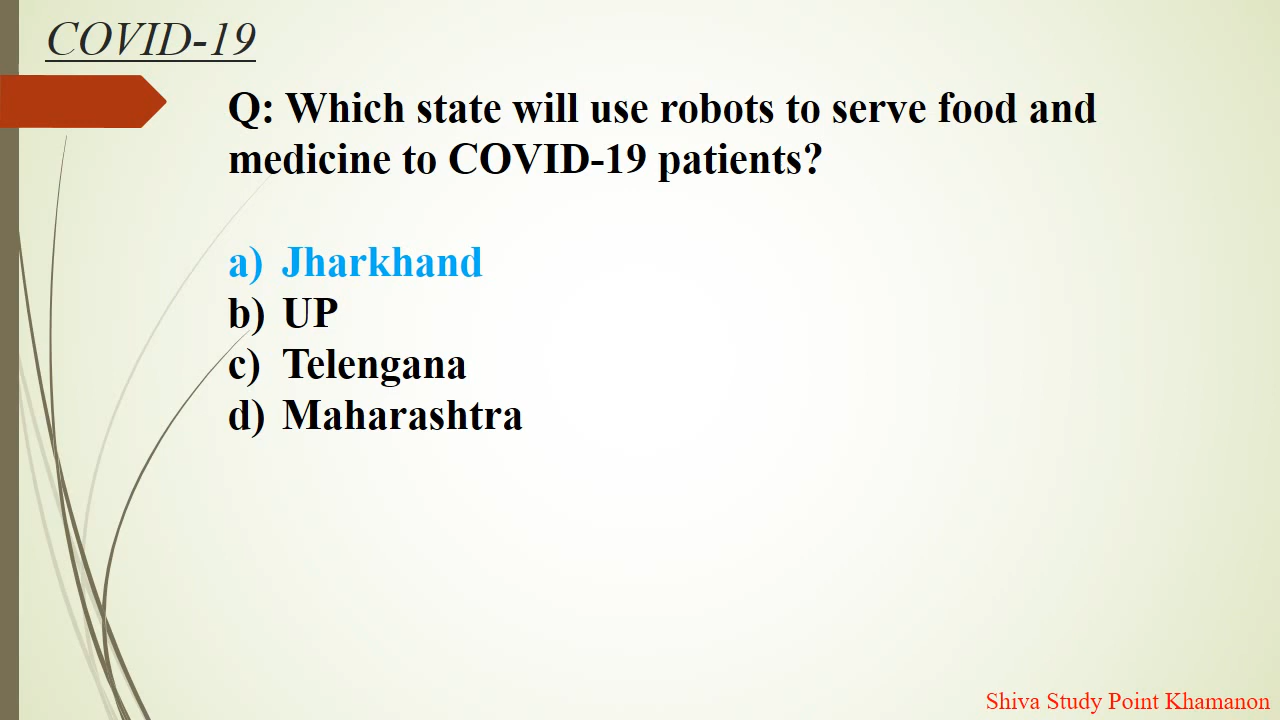 COVID-19
Q: Which state will use robots to serve food and
medicine to COVID-19 patients?
a) Jharkhand
b) UP
c) Telengana
d) Maharashtra
Shiva Study Point Khamanon